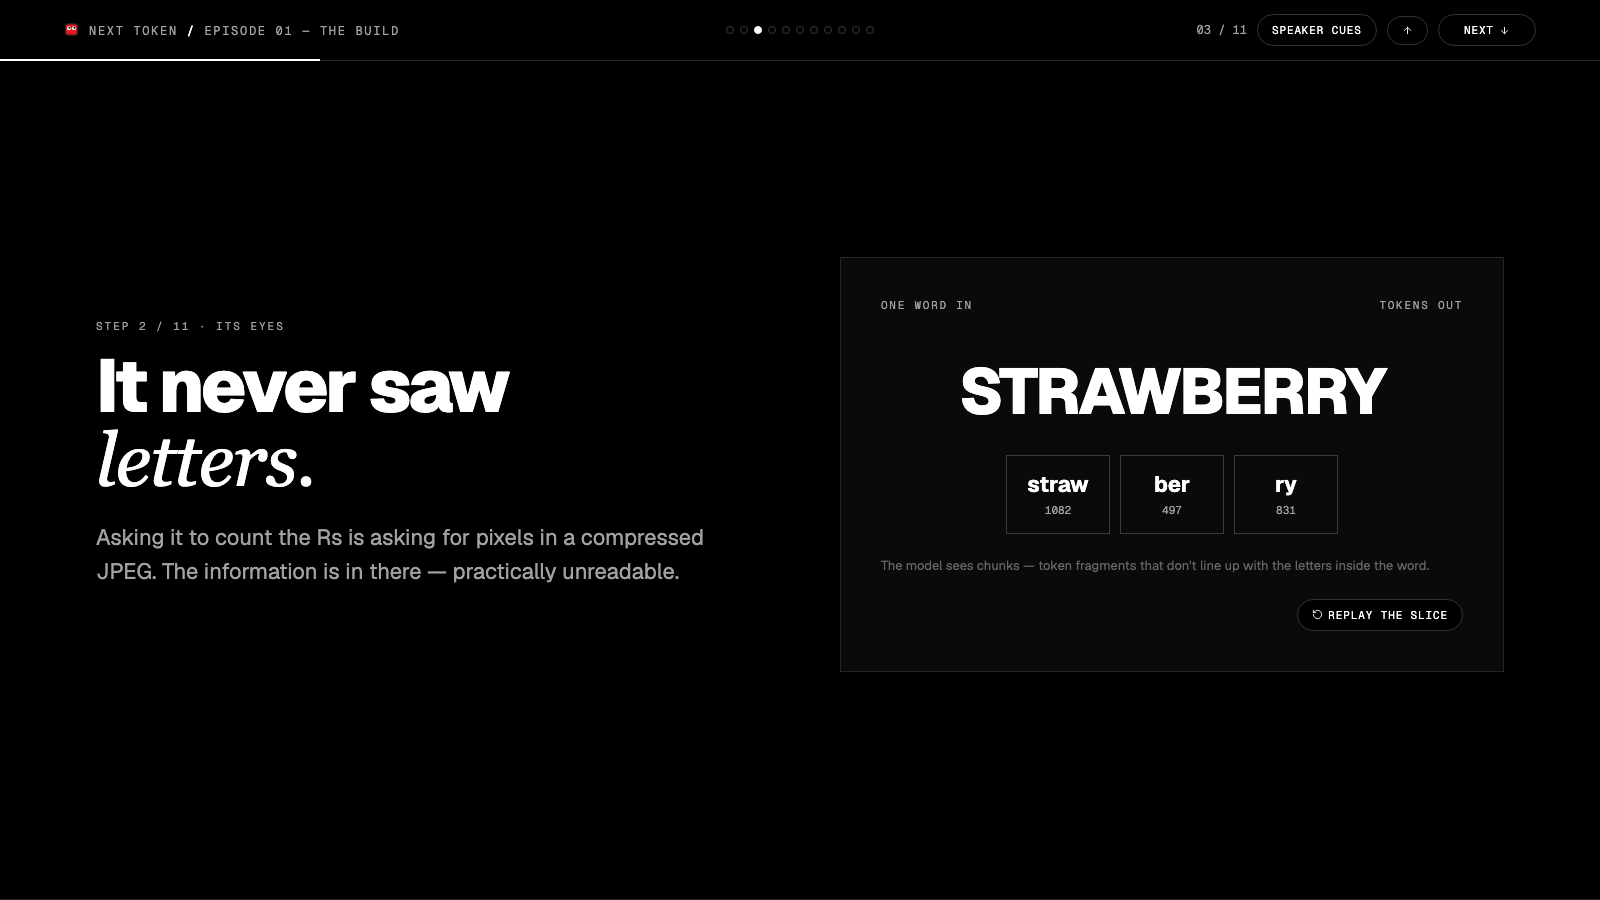 NEXT TOKEN / EPISODE 01 — THE BUILD
03 / 11
SPEAKER CUES
↑
NEXT ↓
STEP 2 / 11 · ITS EYES
It never saw
letters.
Asking it to count the Rs is asking for pixels in a compressed
JPEG. The information is in there — practically unreadable.
ONE WORD IN
TOKENS OUT
STRAWBERRY
straw
1082
ber
497
ry
831
The model sees chunks — token fragments that don't line up with the letters inside the word.
REPLAY THE SLICE